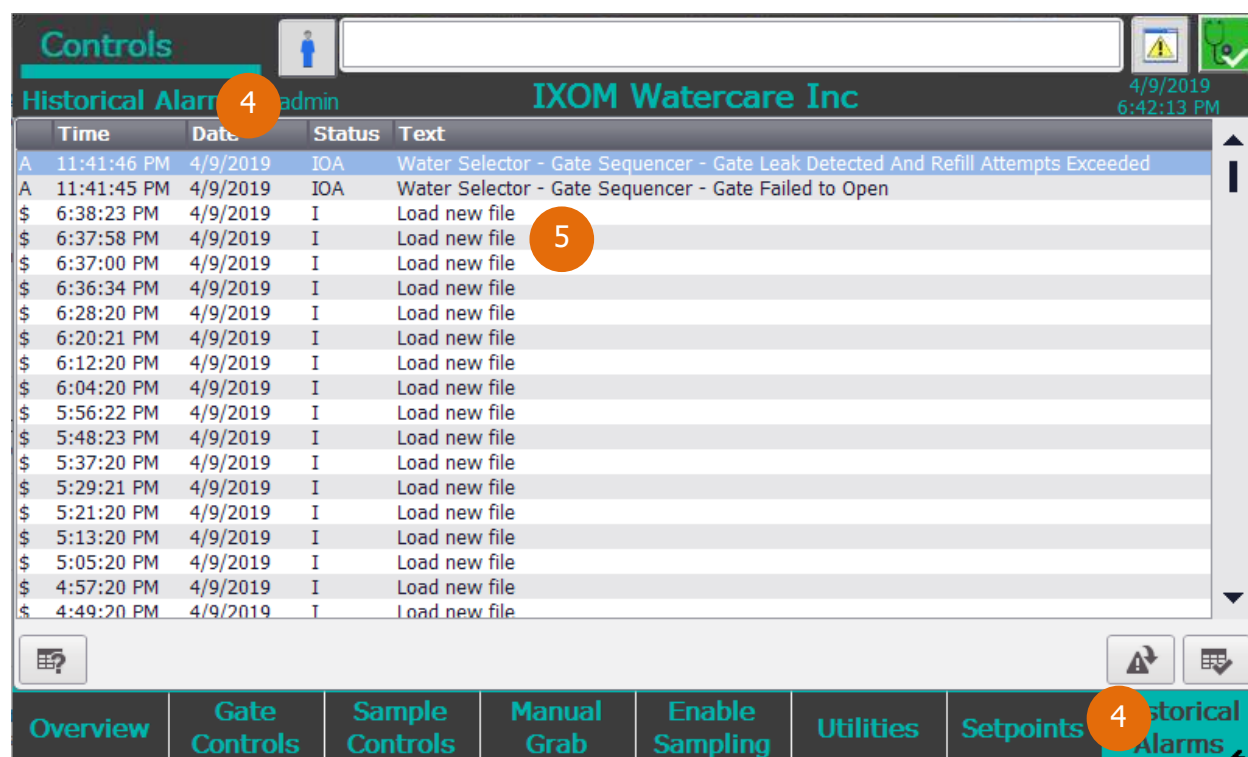 Controls
Historical Alarm 4 admin
IXOM Watercare Inc
4/9/2019
6:42:13 PM
Time Date Status Text
A 11:41:46 PM 4/9/2019 IOA Water Selector - Gate Sequencer - Gate Leak Detected And Refill Attempts Exceeded
A 11:41:45 PM 4/9/2019 IOA Water Selector - Gate Sequencer - Gate Failed to Open
$ 6:38:23 PM 4/9/2019 I Load new file
$ 6:37:58 PM 4/9/2019 I Load new file 5
$ 6:37:00 PM 4/9/2019 I Load new file
$ 6:36:34 PM 4/9/2019 I Load new file
$ 6:28:20 PM 4/9/2019 I Load new file
$ 6:20:21 PM 4/9/2019 I Load new file
$ 6:12:20 PM 4/9/2019 I Load new file
$ 6:04:20 PM 4/9/2019 I Load new file
$ 5:56:22 PM 4/9/2019 I Load new file
$ 5:48:23 PM 4/9/2019 I Load new file
$ 5:37:20 PM 4/9/2019 I Load new file
$ 5:29:21 PM 4/9/2019 I Load new file
$ 5:21:20 PM 4/9/2019 I Load new file
$ 5:13:20 PM 4/9/2019 I Load new file
$ 5:05:20 PM 4/9/2019 I Load new file
$ 4:57:20 PM 4/9/2019 I Load new file
$ 4:49:20 PM 4/9/2019 I Load new file
Overview
Gate
Controls
Sample
Controls
Manual
Grab
Enable
Sampling
Utilities
Setpoints
4 storical
Alarms